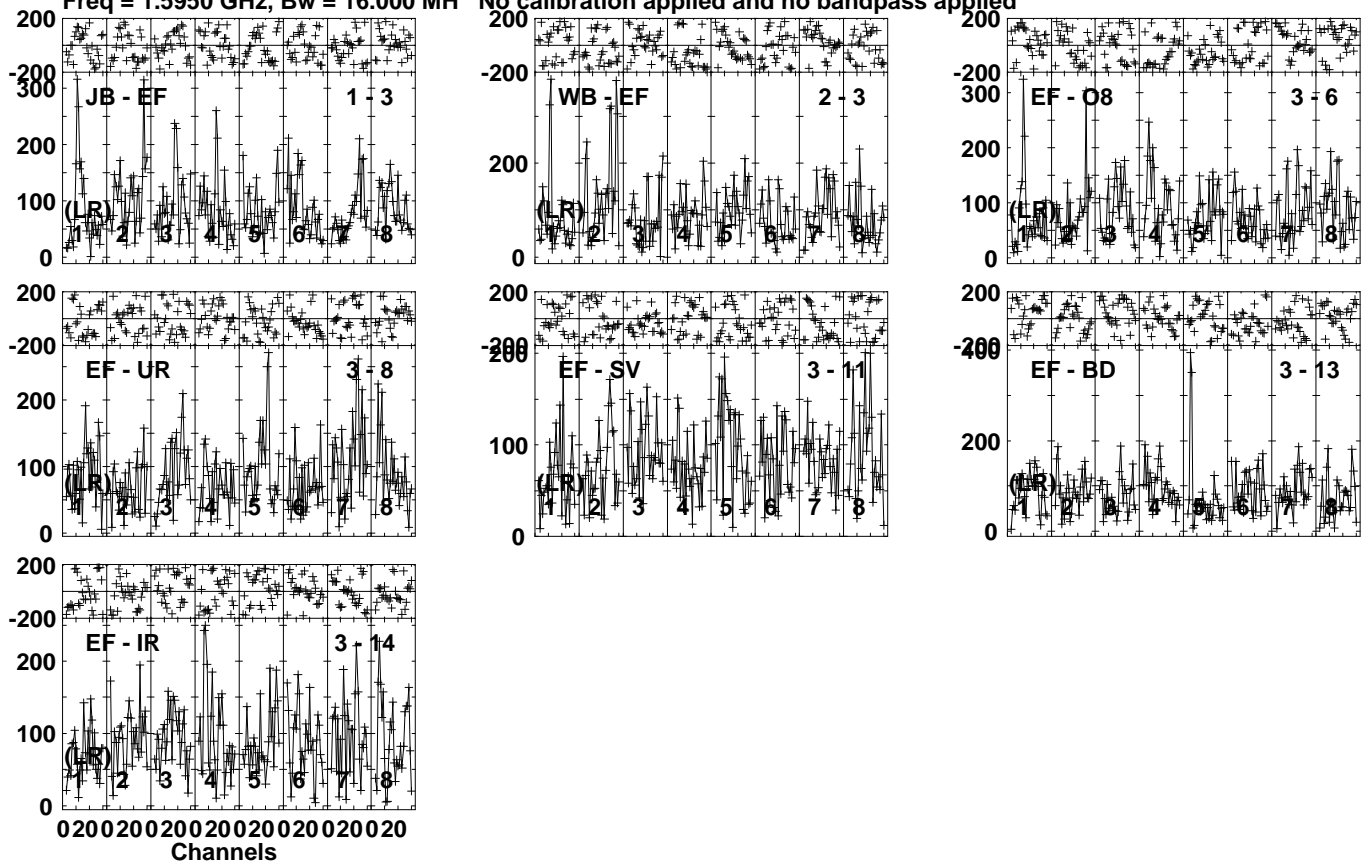 Freq = 1.5950 GHz, Bw = 16.000 MH No calibration applied and no bandpass applied
200
-200
300
200
100
0
JB - EF 1 - 3
(LR)
1 2 3 4 5 6 7 8
200
-200
200
0
WB - EF 2 - 3
(LR)
1 2 3 4 5 6 7 8
200
-200
300
200
100
0
EF - O8 3 - 6
(LR)
1 2 3 4 5 6 7 8
200
-200
200
100
0
EF - UR 3 - 8
(LR)
1 2 3 4 5 6 7 8
200
-200
200
100
0
EF - SV 3 - 11
(LR)
1 2 3 4 5 6 7 8
200
-200
400
200
0
EF - BD 3 - 13
(LR)
1 2 3 4 5 6 7 8
200
-200
200
100
0
EF - IR 3 - 14
(LR)
1 2 3 4 5 6 7 8
0 20 0 20 0 20 0 20 0 20 0 20 0 20 0 20
Channels